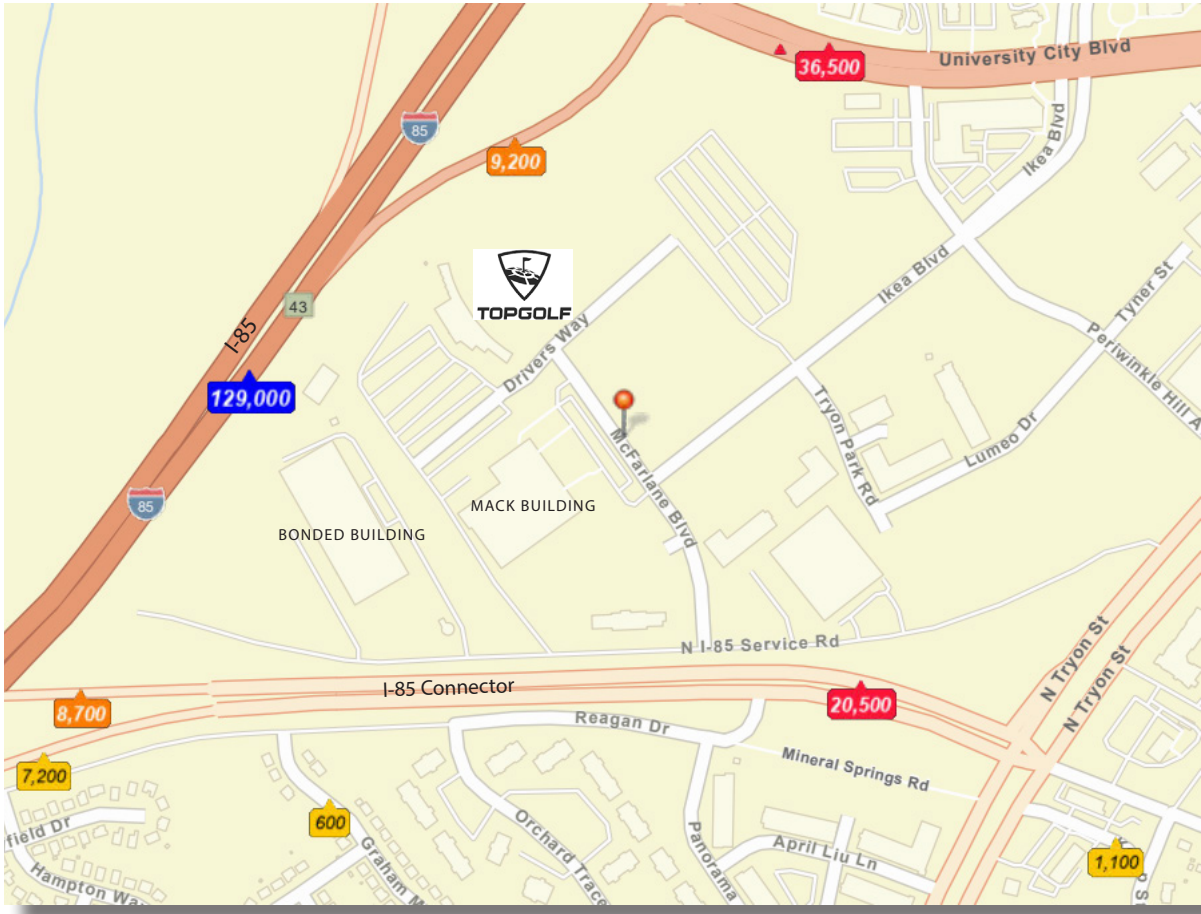 University City Blvd
36,500
85
9,200
Ikea Blvd
TOPGOLF
Ikea Blvd
Tyner St
43
I-85
Drivers Way
Periwinkle Hill A
129,000
Tryon Park Rd
Lumeo Dr
McFarlane Blvd
85
MACK BUILDING
BONDED BUILDING
N I-85 Service Rd
N Tryon St
N Tryon St
I-85 Connector
20,500
8,700
Reagan Dr
Mineral Springs Rd
7,200
600
field Dr
Orchard Trace
Panorama
April Liu Ln
1,100
Graham M
Hampton Wa